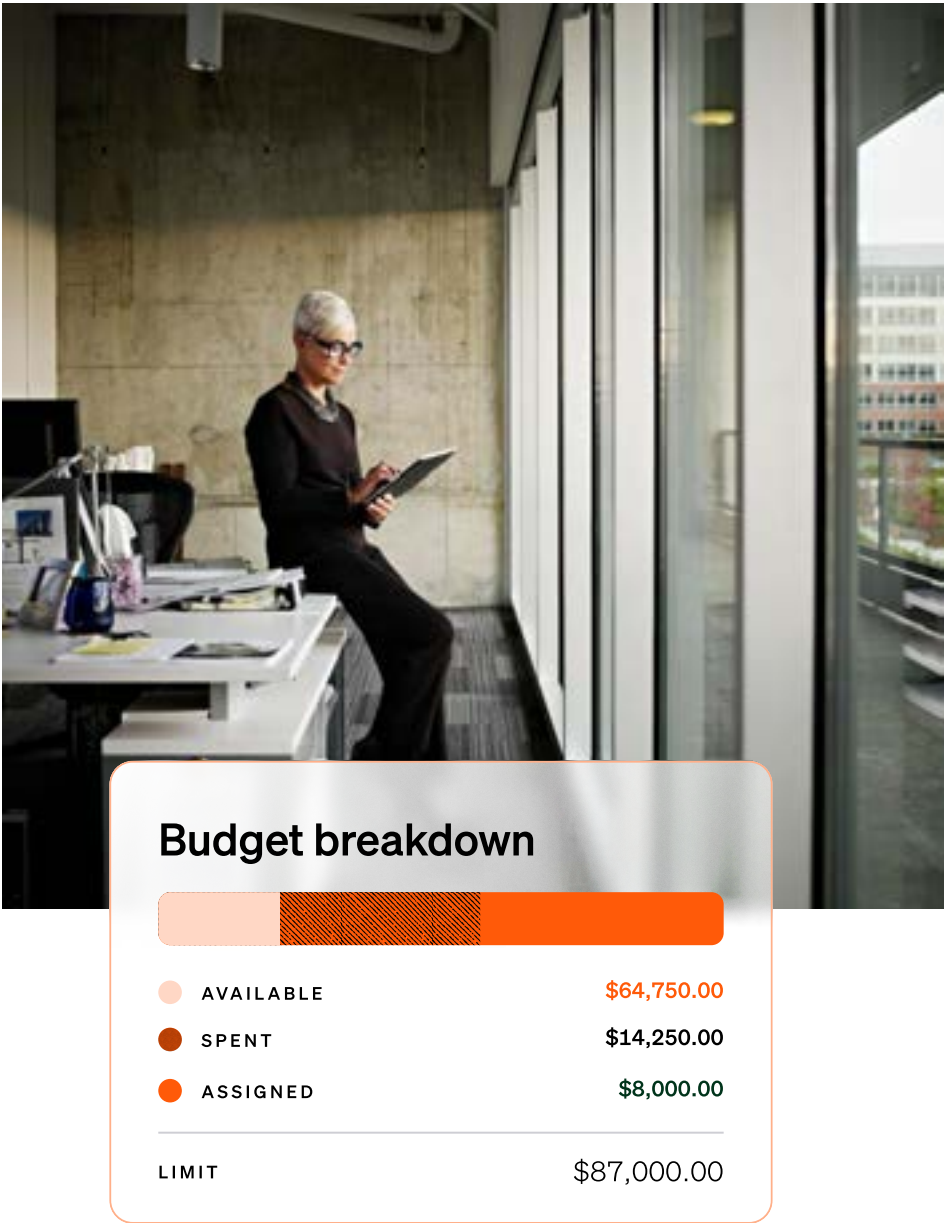 Budget breakdown
AVAILABLE $64,750.00
SPENT $14,250.00
ASSIGNED $8,000.00
LIMIT $87,000.00